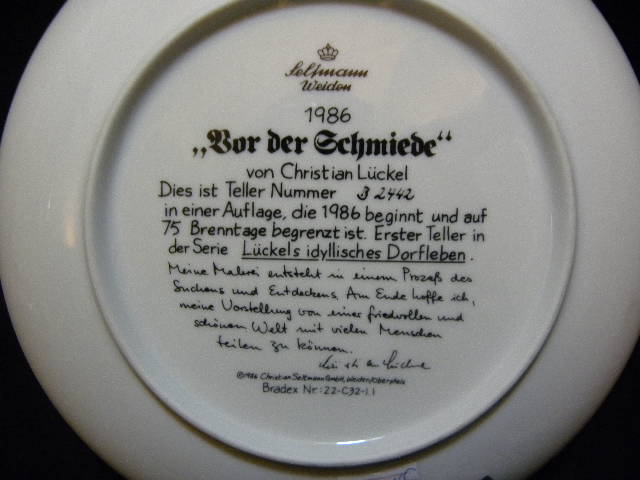 Seltmann
Weiden
1986
„Vor der Schmiede“
von Christian Lückel
Dies ist Teller Nummer B 2442
in einer Auflage, die 1986 beginnt und auf
75 Brenntage begrenzt ist. Erster Teller in
der Serie Lückels idyllisches Dorfleben.
Meine Malerei entsteht in einem Prozeß des
Suchens und Entdeckens. Am Ende hoffe ich,
meine Vorstellung von einer friedvollen und
schönen Welt mit vielen Menschen
teilen zu können.
©1986 Christian Seltmann GmbH, Weiden/Oberpfalz
Bradex Nr.: 22-C32-1.1